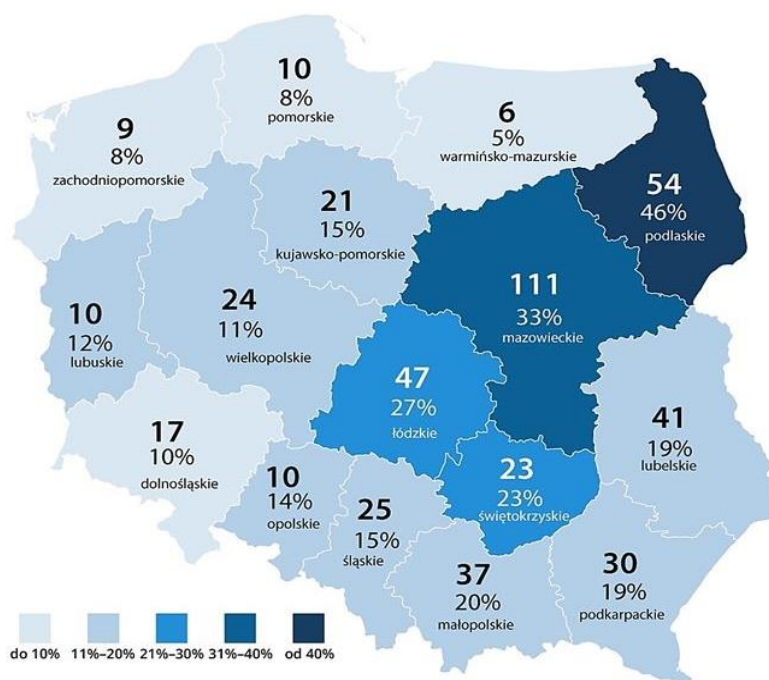 10
8%
pomorskie
9
8%
zachodniopomorskie
6
5%
warmińsko-mazurskie
54
46%
podlaskie
21
15%
kujawsko-pomorskie
111
33%
mazowieckie
10
12%
lubuskie
24
11%
wielkopolskie
47
27%
łódzkie
41
19%
lubelskie
17
10%
dolnośląskie
10
14%
opolskie
25
15%
śląskie
23
23%
świętokrzyskie
37
20%
małopolskie
30
19%
podkarpackie
do 10% 11%–20% 21%–30% 31%–40% od 40%